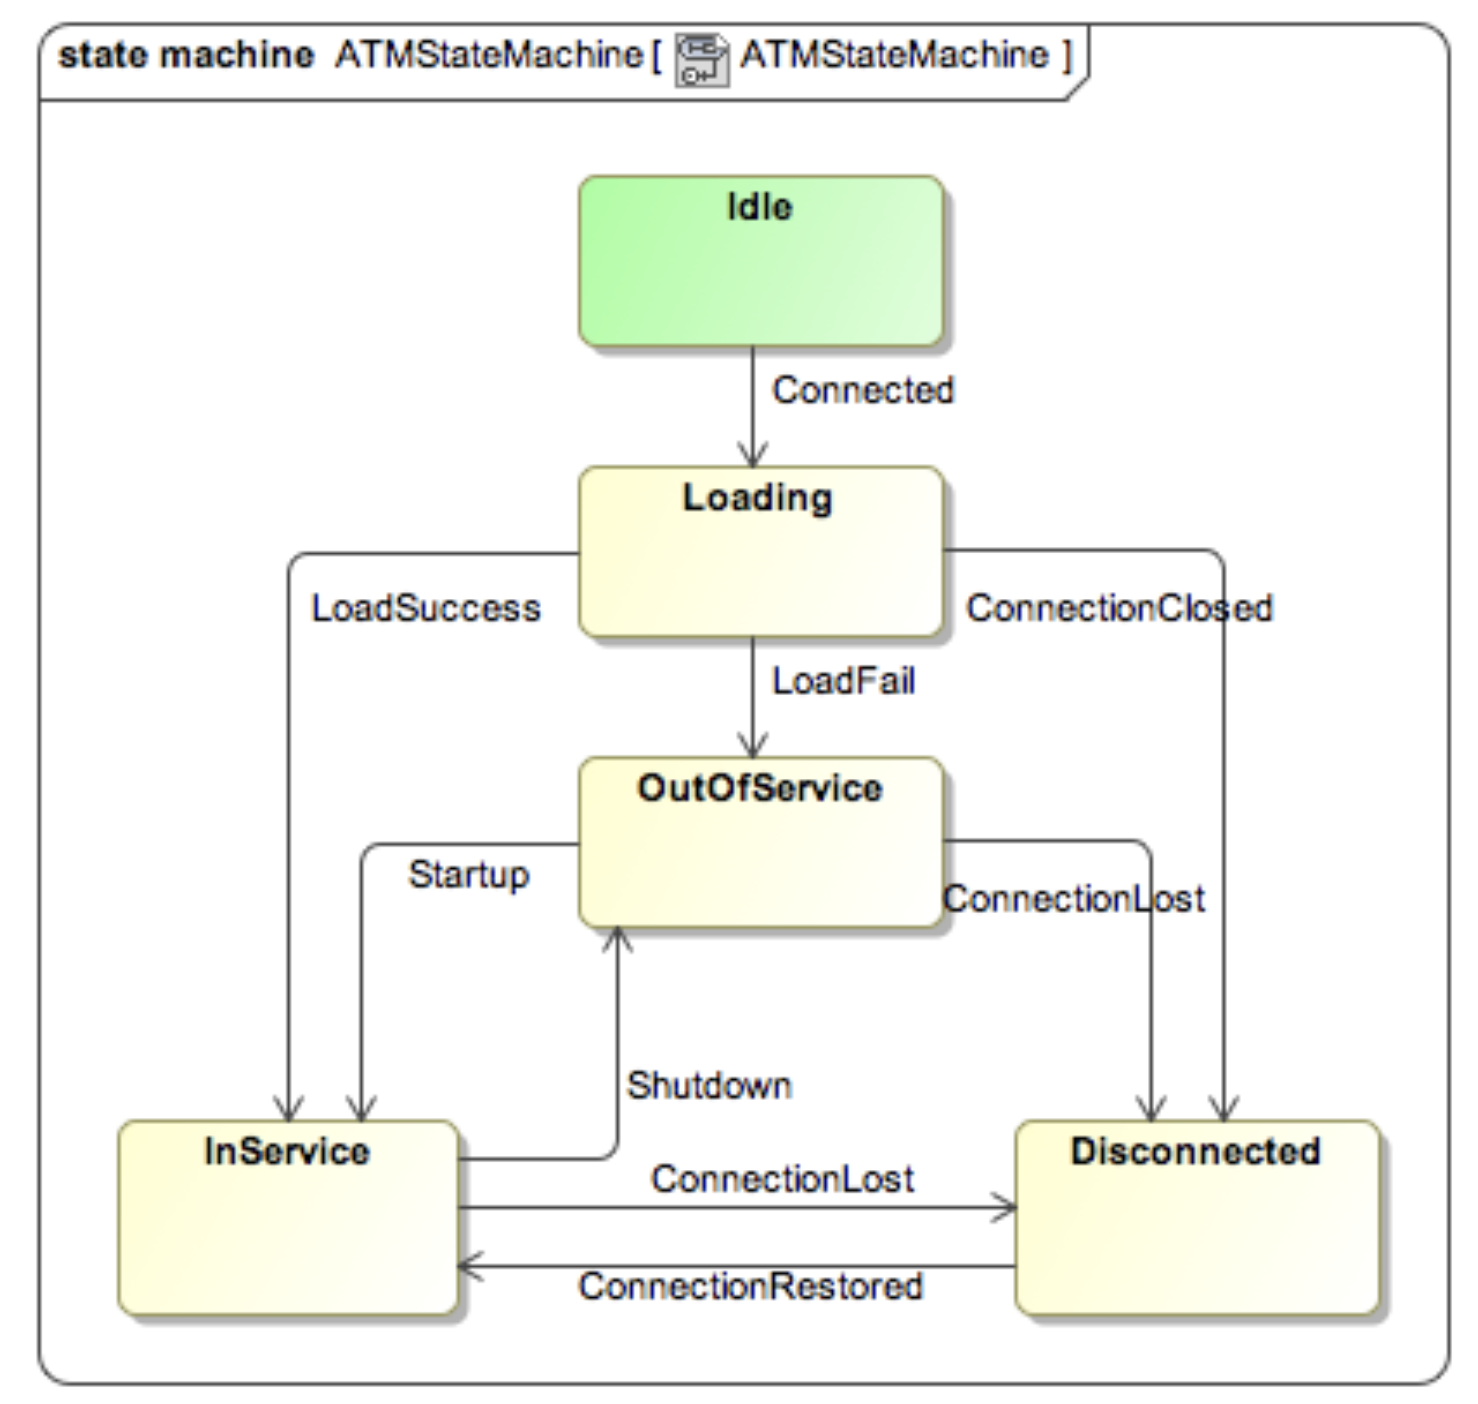 state machine ATMStateMachine [ ATMStateMachine ]
Idle
Connected
Loading
LoadSuccess
ConnectionClosed
LoadFail
OutOfService
Startup
ConnectionLost
Shutdown
InService
Disconnected
ConnectionLost
ConnectionRestored